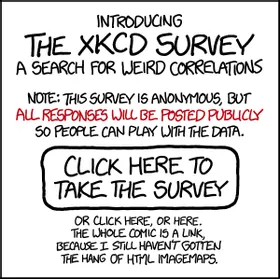 INTRODUCING
THE XKCD SURVEY
A SEARCH FOR WEIRD CORRELATIONS
NOTE: THIS SURVEY IS ANONYMOUS, BUT
ALL RESPONSES WILL BE POSTED PUBLICLY
SO PEOPLE CAN PLAY WITH THE DATA.
CLICK HERE TO
TAKE THE SURVEY
OR CLICK HERE, OR HERE.
THE WHOLE COMIC IS A LINK,
BECAUSE I STILL HAVEN'T GOTTEN
THE HANG OF HTML IMAGEMAPS.